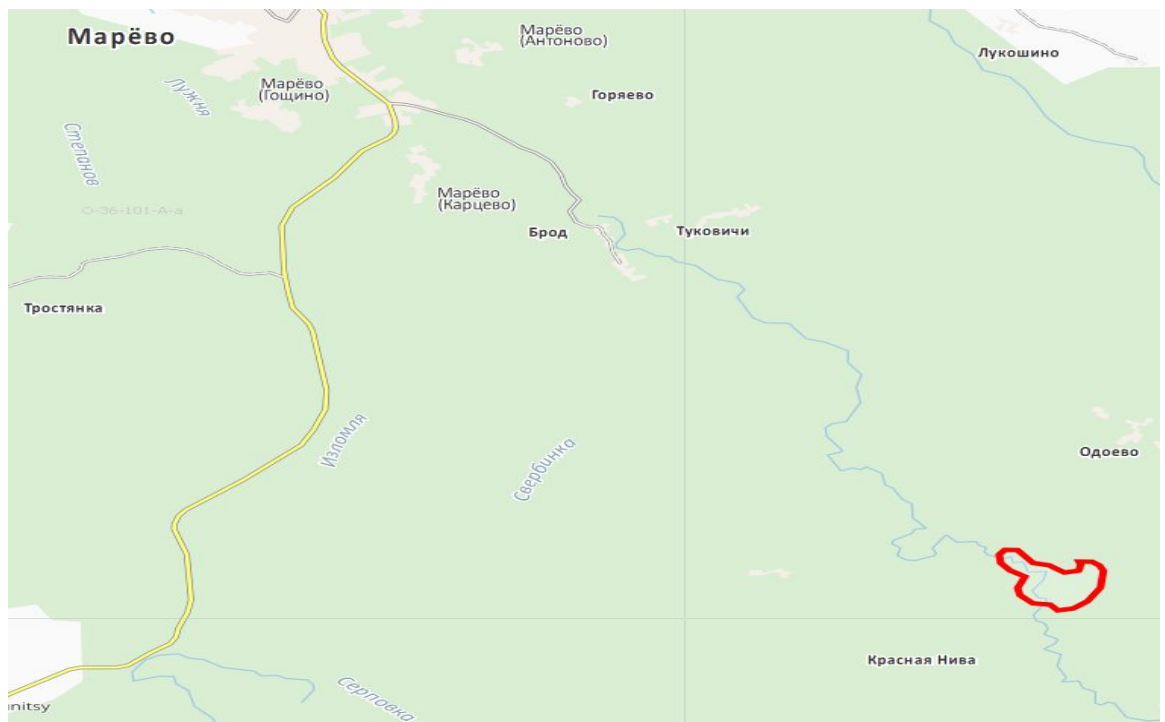 Марёво
Марёво
(Антоново)
Лукошино
Лужня
Марёво
(Гощино)
Горяево
Степанов
Марёво
(Карцево)
О-36-101-А-а
Брод
Туковичи
Тростянка
Изломля
Свербинка
Одоево
Красная Нива
Серповка
initsy